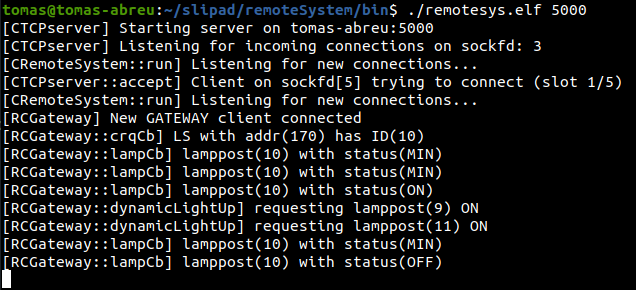 tomas@tomas-abreu:~/slipad/remoteSystem/bin$ ./remotesys.elf 5000
[CTCPserver] Starting server on tomas-abreu:5000
[CTCPserver] Listening for incoming connections on sockfd: 3
[CRemoteSystem::run] Listening for new connections...
[CTCPserver::accept] Client on sockfd[5] trying to connect (slot 1/5)
[CRemoteSystem::run] Listening for new connections...
[RCGateway] New GATEWAY client connected
[RCGateway::crqCb] LS with addr(170) has ID(10)
[RCGateway::lampCb] lamppost(10) with status(MIN)
[RCGateway::lampCb] lamppost(10) with status(MIN)
[RCGateway::lampCb] lamppost(10) with status(ON)
[RCGateway::dynamicLightUp] requesting lamppost(9) ON
[RCGateway::dynamicLightUp] requesting lamppost(11) ON
[RCGateway::lampCb] lamppost(10) with status(MIN)
[RCGateway::lampCb] lamppost(10) with status(OFF)